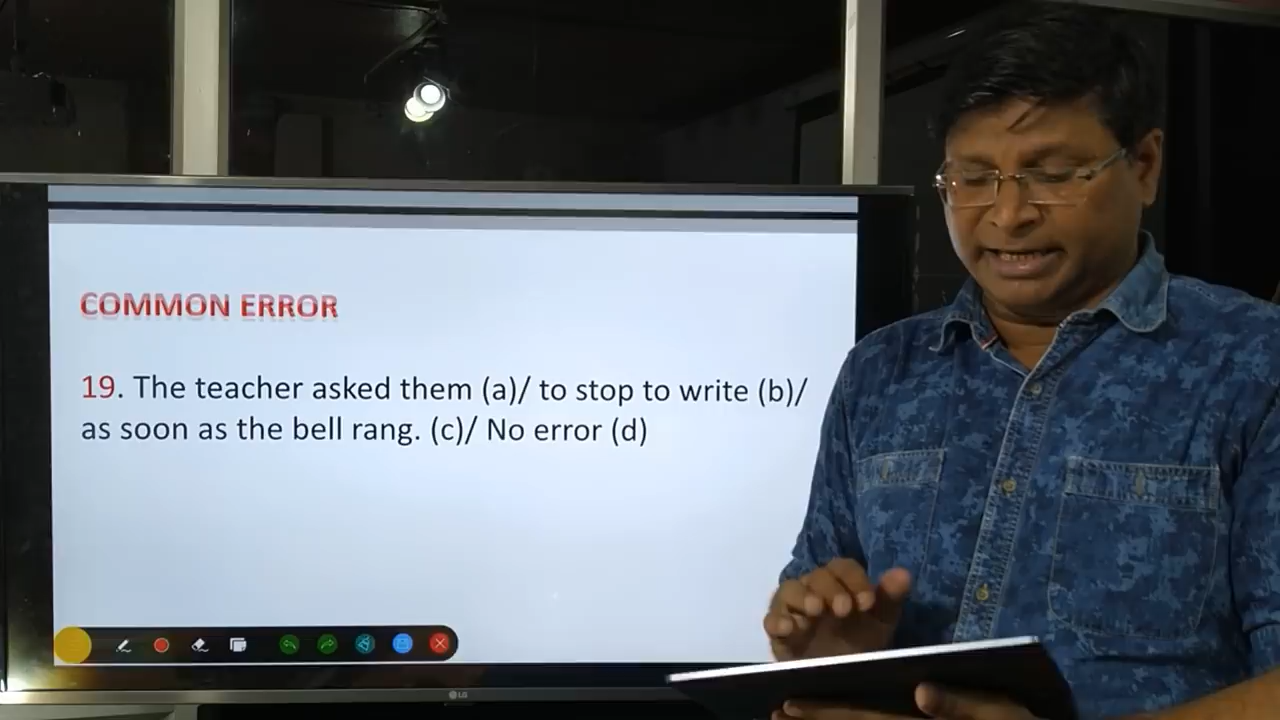 COMMON ERROR
19. The teacher asked them (a)/ to stop to write (b)/
as soon as the bell rang. (c)/ No error (d)
LG